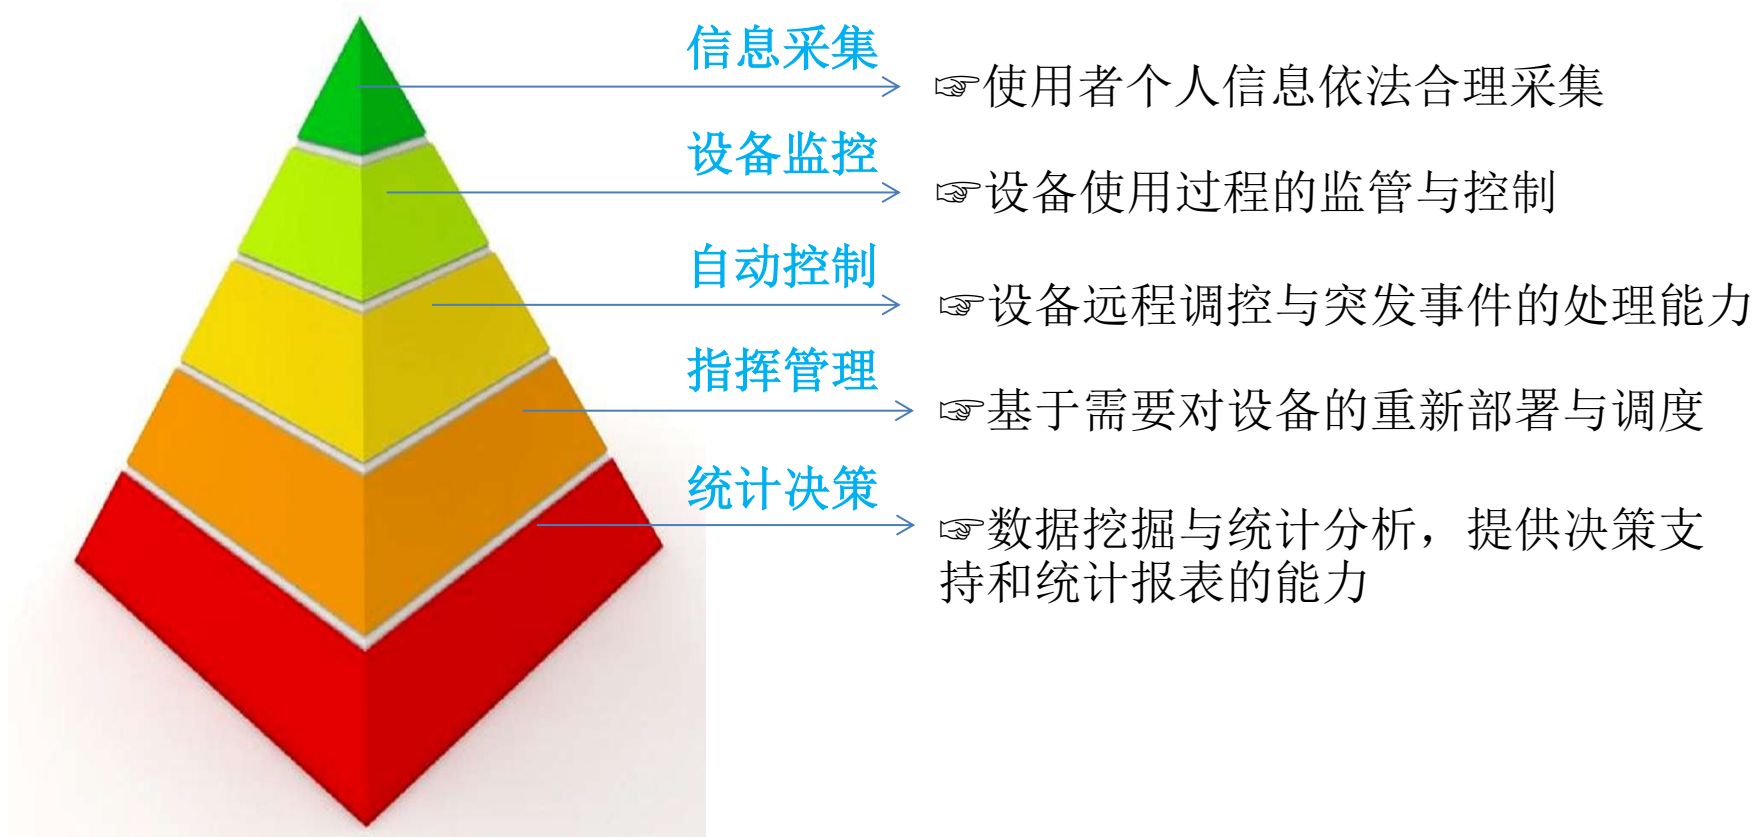 信息采集
☞使用者个人信息依法合理采集
设备监控
☞设备使用过程的监管与控制
自动控制
☞设备远程调控与突发事件的处理能力
指挥管理
☞基于需要对设备的重新部署与调度
统计决策
☞数据挖掘与统计分析，提供决策支
持和统计报表的能力